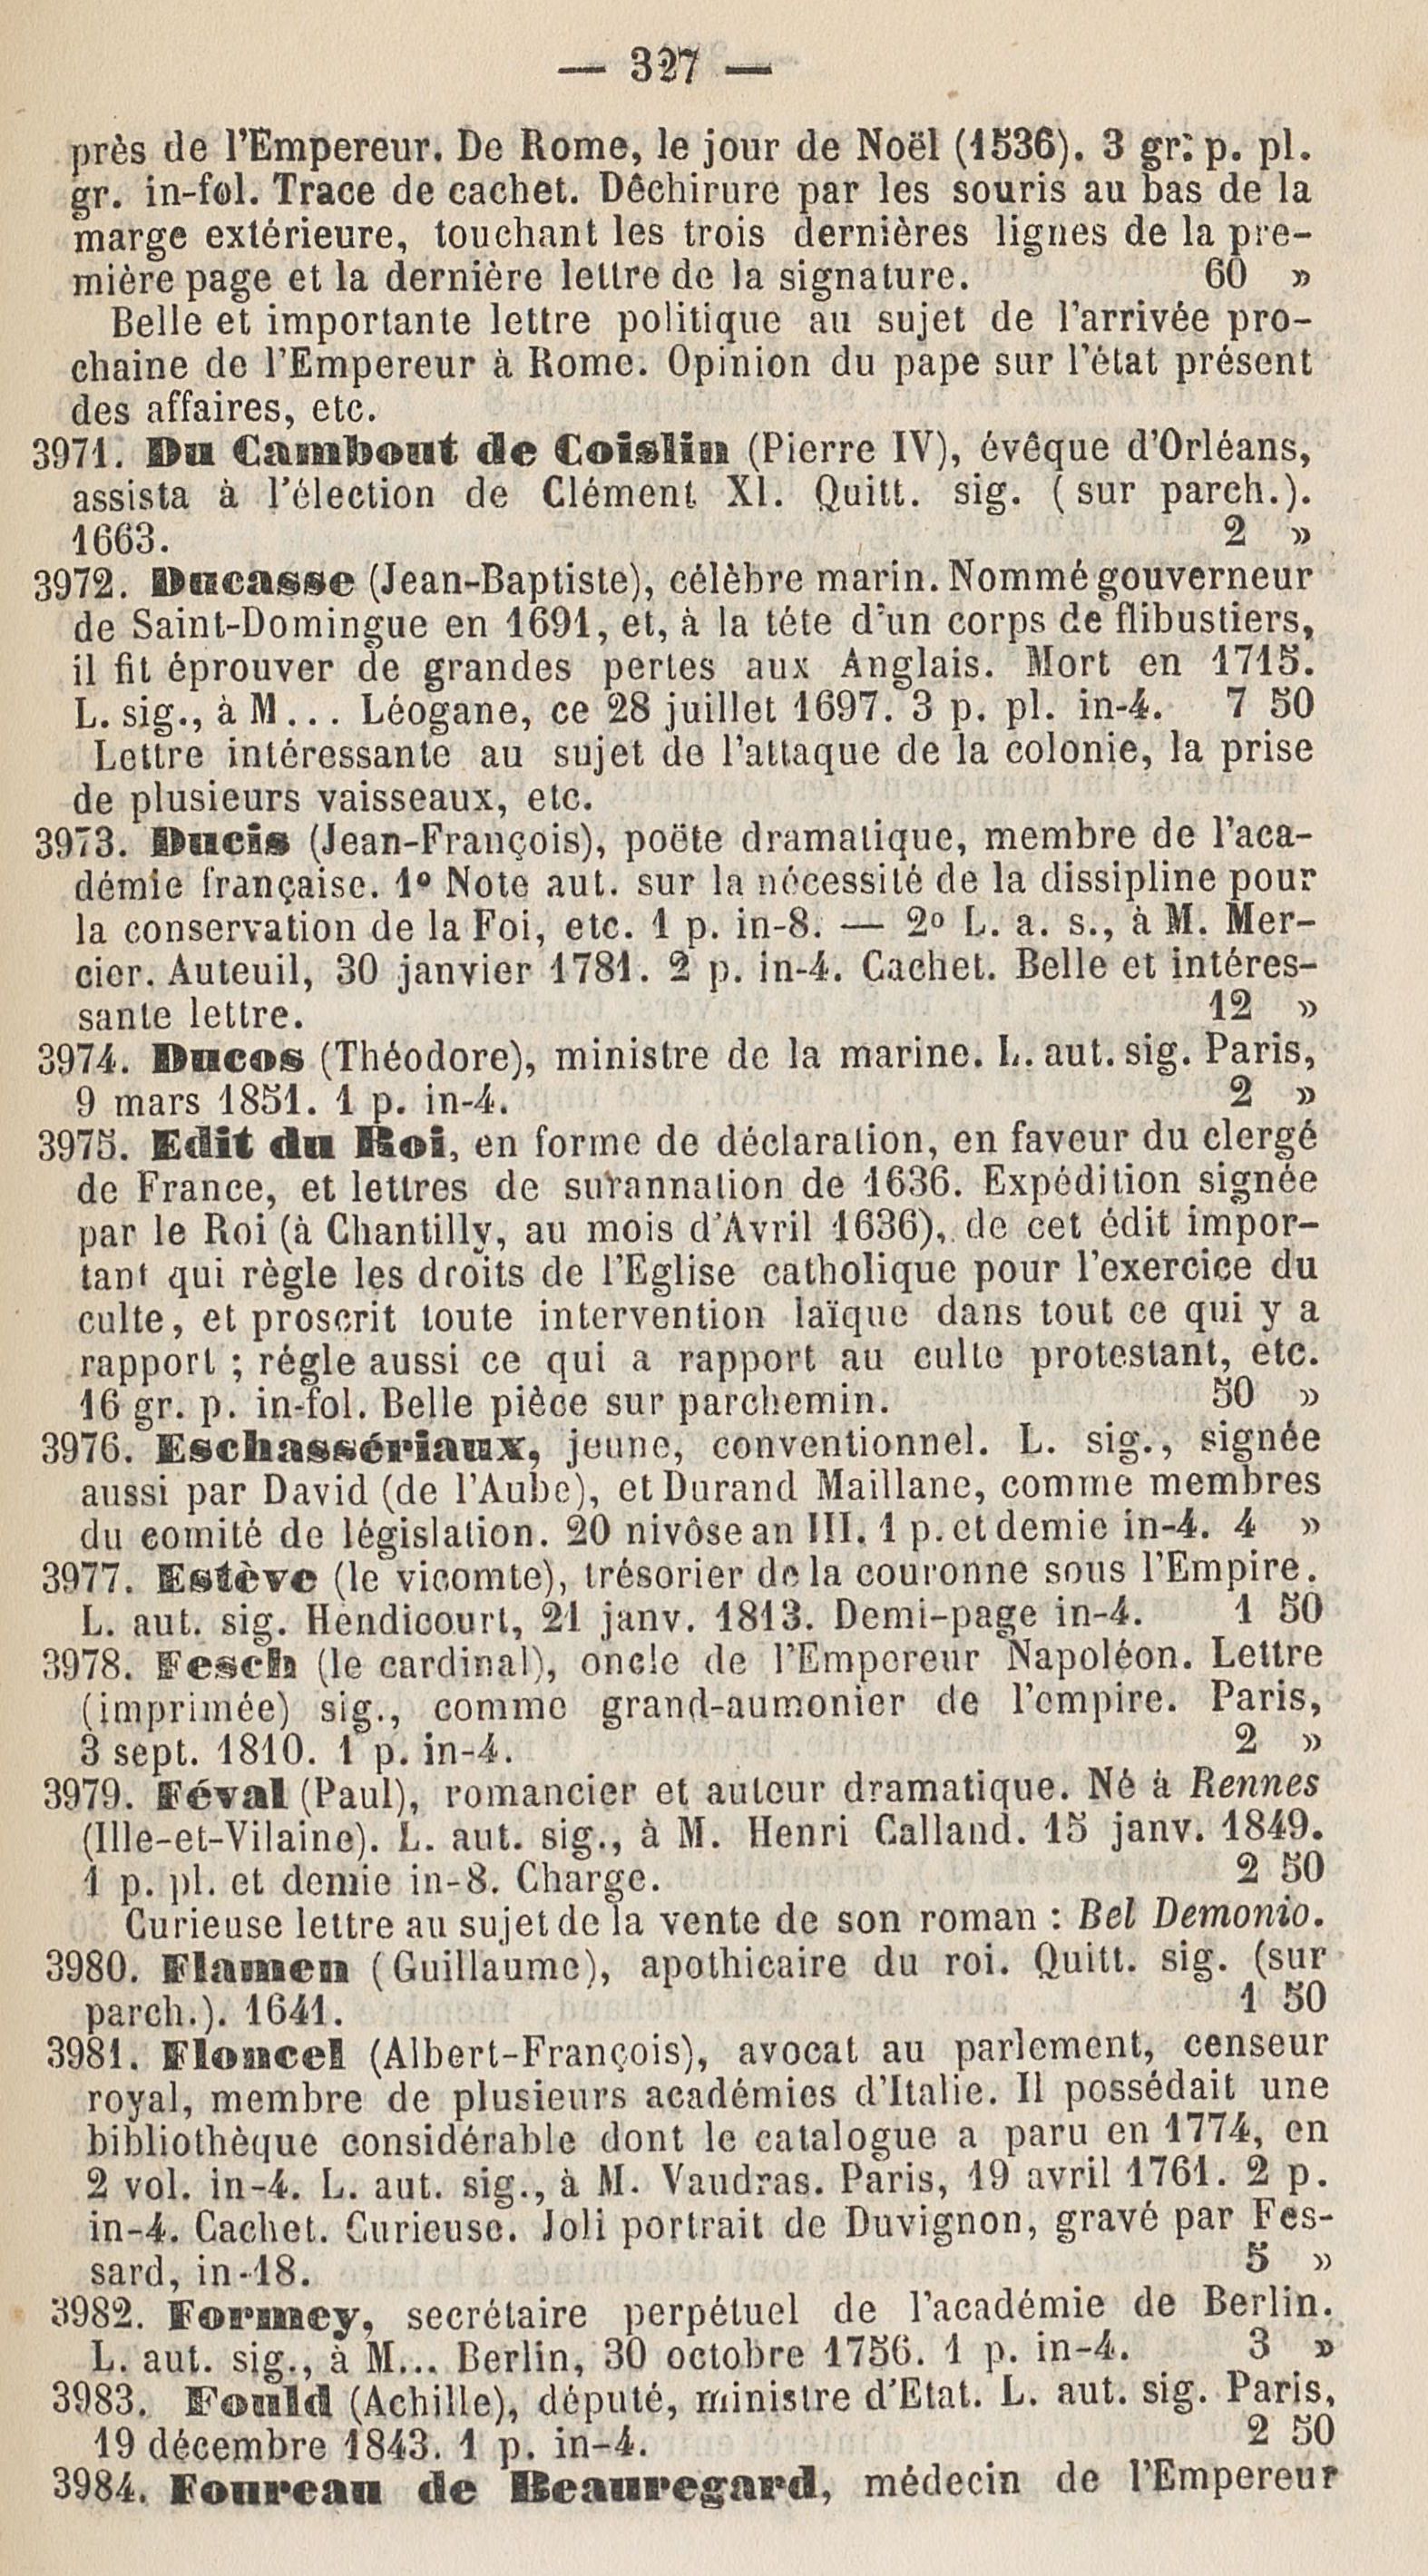 — 327 —
près de l'Empereur. De Rome, le jour de Noël (1536). 3 gr. p. pl.
gr. in-fol. Trace de cachet. Déchirure par les souris au bas de la
marge extérieure, touchant les trois dernières lignes de la pre-
mière page et la dernière lettre de la signature. 60 »
Belle et importante lettre politique au sujet de l'arrivée pro-
chaine de l'Empereur à Rome. Opinion du pape sur l'état présent
des affaires, etc.
3971. Du Cambout de Coislin (Pierre IV), évêque d'Orléans,
assista à l'élection de Clément XI. Quitt. sig. (sur parch.).
1663. 2 »
3972. Ducasse (Jean-Baptiste), célèbre marin. Nommé gouverneur
de Saint-Domingue en 1691, et, à la téte d'un corps de flibustiers,
il fit éprouver de grandes pertes aux Anglais. Mort en 1715.
L. sig., à M... Léogane, ce 28 juillet 1697. 3 p. pl. in-4. 7 50
Lettre intéressante au sujet de l'attaque de la colonie, la prise
de plusieurs vaisseaux, etc.
3973. Ducis (Jean-François), poëte dramatique, membre de l'aca-
démie française. 1º Note aut. sur la nécessité de la dissipline pour
la conservation de la Foi, etc. 1 p. in-8. — 2º L. a. s., à M. Mer-
cier. Auteuil, 30 janvier 1781. 2 p. in-4. Cachet. Belle et intéres-
sante lettre. 12 »
3974. Ducos (Théodore), ministre de la marine. L. aut. sig. Paris,
9 mars 1851. 1 p. in-4. 2 »
3975. Edit du Roi, en forme de déclaration, en faveur du clergé
de France, et lettres de surannation de 1636. Expédition signée
par le Roi (à Chantilly, au mois d'Avril 1636), de cet édit impor-
tant qui règle les droits de l'Eglise catholique pour l'exercice du
culte, et proscrit toute intervention laïque dans tout ce qui y a
rapport ; régle aussi ce qui a rapport au culte protestant, etc.
16 gr. p. in-fol. Belle pièce sur parchemin. 50 »
3976. Eschassériaux, jeune, conventionnel. L. sig., signée
aussi par David (de l'Aube), et Durand Maillane, comme membres
du comité de législation. 20 nivôse an III. 1 p. et demie in-4. 4 »
3977. Estève (le vicomte), trésorier de la couronne sous l'Empire.
L. aut. sig. Hendicourt, 21 janv. 1813. Demi-page in-4. 1 50
3978. Fesch (le cardinal), oncle de l'Empereur Napoléon. Lettre
(imprimée) sig., comme grand-aumonier de l'empire. Paris,
3 sept. 1810. 1 p. in-4. 2 »
3979. Féval (Paul), romancier et auteur dramatique. Né à Rennes
(Ille-et-Vilaine). L. aut. sig., à M. Henri Calland. 15 janv. 1849.
1 p. pl. et demie in-8. Charge. 2 50
Curieuse lettre au sujet de la vente de son roman : Bel Demonio.
3980. Flamen (Guillaume), apothicaire du roi. Quitt. sig. (sur
parch.). 1641. 1 50
3981. Floncel (Albert-François), avocat au parlement, censeur
royal, membre de plusieurs académies d'Italie. Il possédait une
bibliothèque considérable dont le catalogue a paru en 1774, en
2 vol. in-4. L. aut. sig., à M. Vaudras. Paris, 19 avril 1761. 2 p.
in-4. Cachet. Curieuse. Joli portrait de Duvignon, gravé par Fes-
sard, in-18. 5 »
3982. Formey, secrétaire perpétuel de l'académie de Berlin.
L. aut. sig., à M... Berlin, 30 octobre 1756. 1 p. in-4. 3 »
3983. Fould (Achille), député, ministre d'Etat. L. aut. sig. Paris,
19 décembre 1843. 1 p. in-4. 2 50
3984. Foureau de Beauregard, médecin de l'Empereur